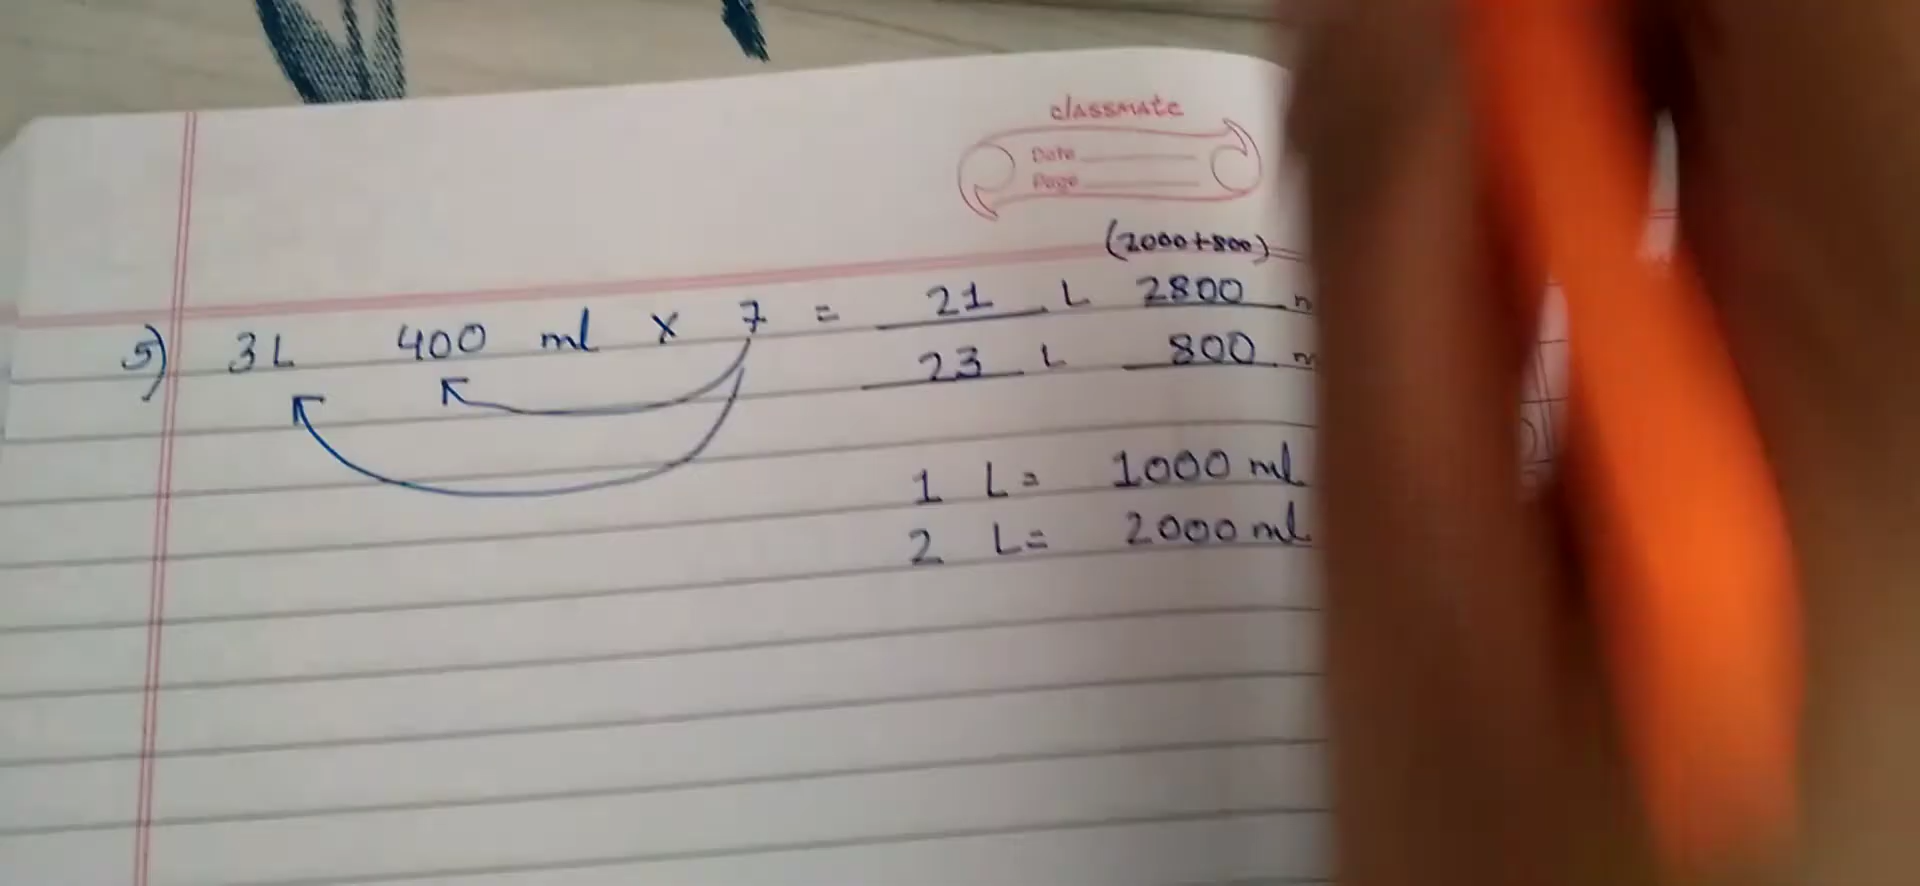 classmate
Date
Page
(2000+800)
5) 3L 400 ml x 7 = 21 L 2800
23 L 800
1 L = 1000 ml
2 L = 2000 ml